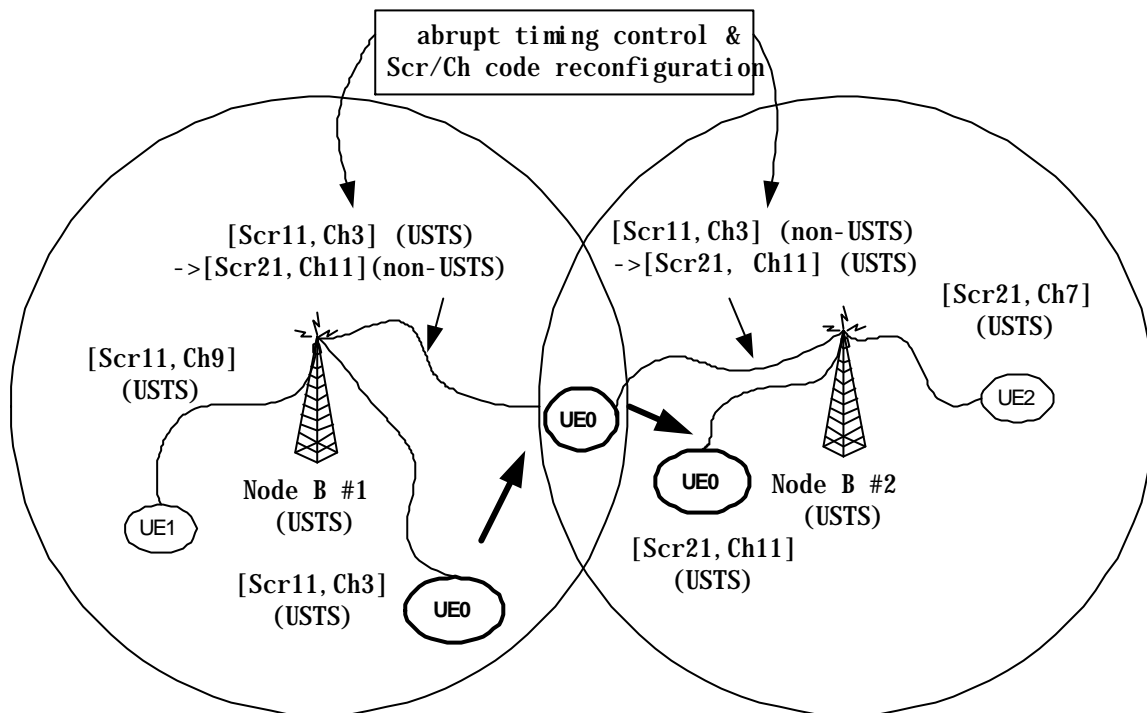 abrupt timing control &
Scr/Ch code reconfiguration
[Scr11,Ch3] (USTS)
->[Scr21,Ch11](non-USTS)
[Scr11,Ch3] (non-USTS)
->[Scr21, Ch11] (USTS)
[Scr21,Ch7]
(USTS)
[Scr11,Ch9]
(USTS)
UE2
UE0
UE0
Node B #1
(USTS)
Node B #2
(USTS)
UE1
[Scr21,Ch11]
(USTS)
[Scr11,Ch3]
(USTS)
UE0